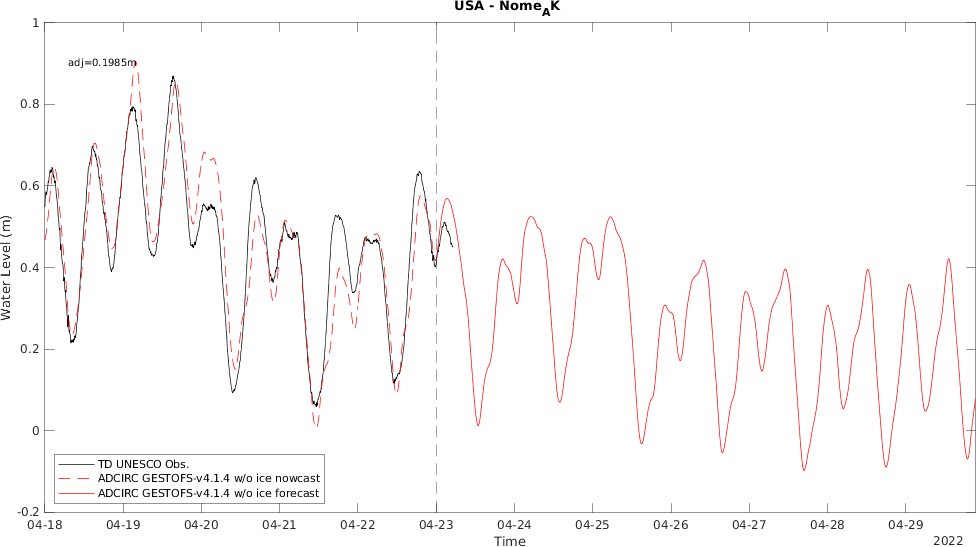 USA - Nome_AK
adj=0.1985m
Water Level (m)
1
0.8
0.6
0.4
0.2
0
-0.2
TD UNESCO Obs.
ADCIRC GESTOFS-v4.1.4 w/o ice nowcast
ADCIRC GESTOFS-v4.1.4 w/o ice forecast
04-18 04-19 04-20 04-21 04-22 04-23 04-24 04-25 04-26 04-27 04-28 04-29
Time
2022